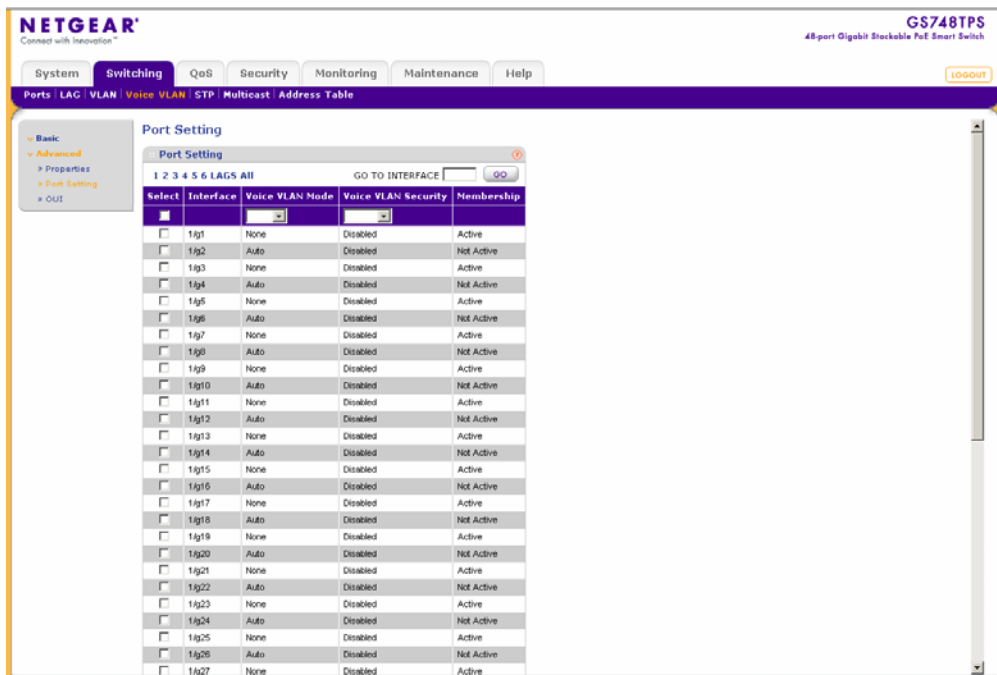 NETGEAR®
Connect with Innovation™
GS748TPS
48-port Gigabit Stackable PoE Smart Switch
System Switching QoS Security Monitoring Maintenance Help
LOGOUT
Ports LAG VLAN Voice VLAN STP Multicast Address Table
Basic
Advanced
Properties
Port Setting
OUI
Port Setting
Port Setting
1 2 3 4 5 6 LAGS All GO TO INTERFACE GO
Select Interface Voice VLAN Mode Voice VLAN Security Membership
1/g1 None Disabled Active
1/g2 Auto Disabled Not Active
1/g3 None Disabled Active
1/g4 Auto Disabled Not Active
1/g5 None Disabled Active
1/g6 Auto Disabled Not Active
1/g7 None Disabled Active
1/g8 Auto Disabled Not Active
1/g9 None Disabled Active
1/g10 Auto Disabled Not Active
1/g11 None Disabled Active
1/g12 Auto Disabled Not Active
1/g13 None Disabled Active
1/g14 Auto Disabled Not Active
1/g15 None Disabled Active
1/g16 Auto Disabled Not Active
1/g17 None Disabled Active
1/g18 Auto Disabled Not Active
1/g19 None Disabled Active
1/g20 Auto Disabled Not Active
1/g21 None Disabled Active
1/g22 Auto Disabled Not Active
1/g23 None Disabled Active
1/g24 Auto Disabled Not Active
1/g25 None Disabled Active
1/g26 Auto Disabled Not Active
1/g27 None Disabled Active